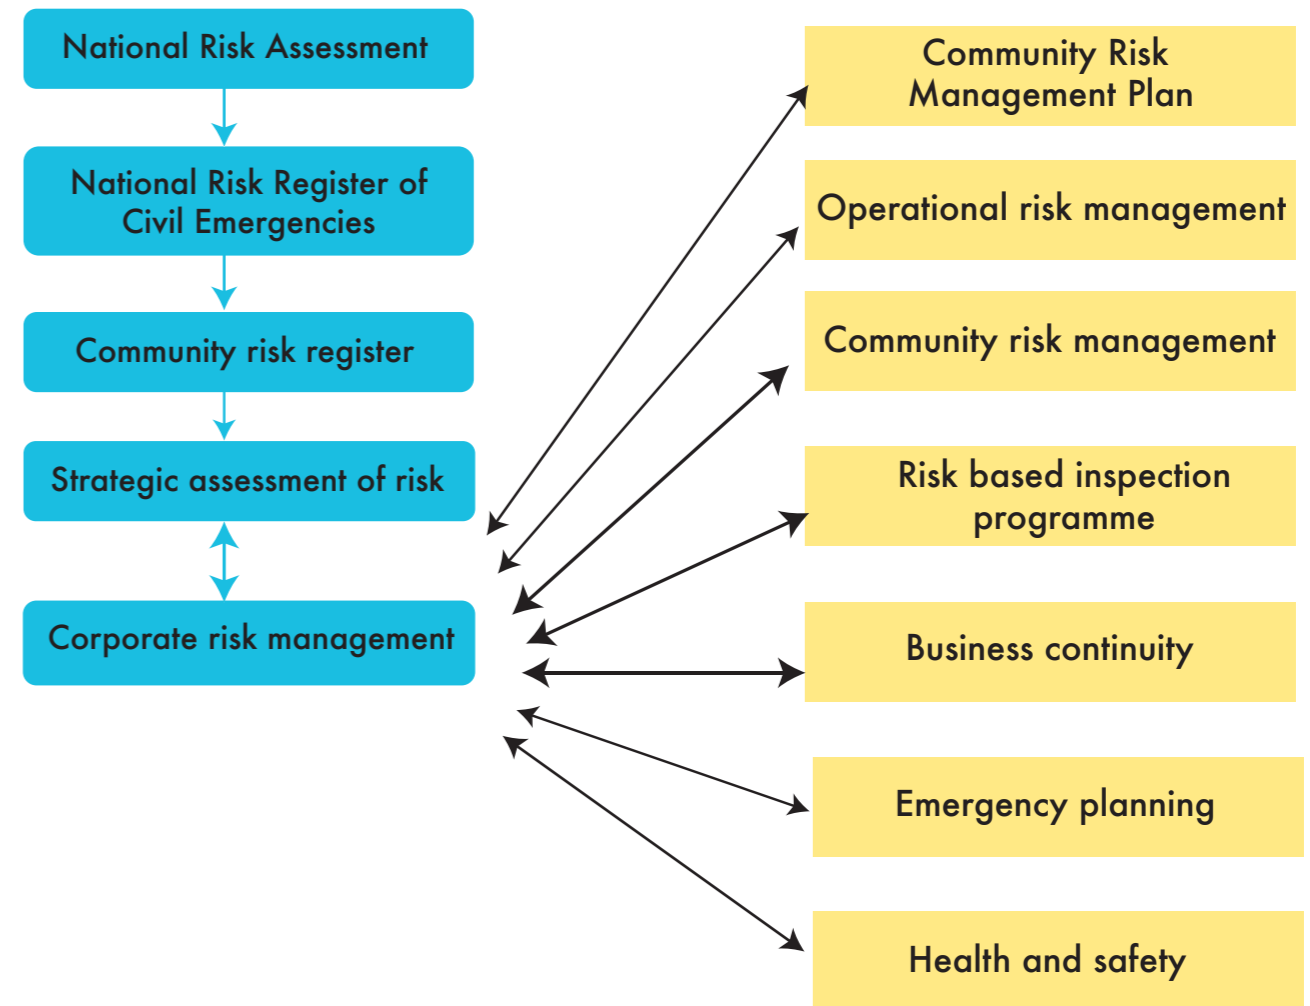 National Risk Assessment
National Risk Register of
Civil Emergencies
Community risk register
Strategic assessment of risk
Corporate risk management
Community Risk
Management Plan
Operational risk management
Community risk management
Risk based inspection
programme
Business continuity
Emergency planning
Health and safety